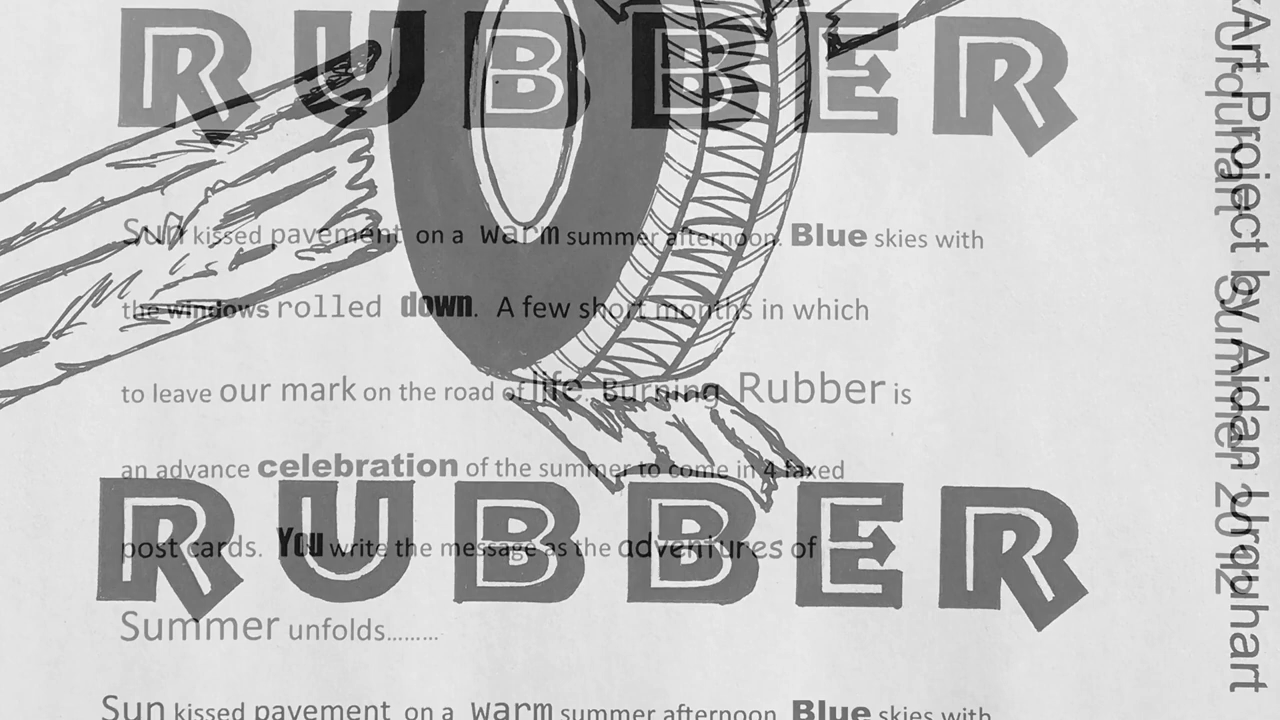 RUBBER
Sun kissed pavement on a warm summer afternoon. Blue skies with
the windows rolled down. A few short months in which
to leave our mark on the road of life. Burning Rubber is
an advance celebration of the summer to come in 4 faxed
RUBBER
post cards. You write the message as the adventures of
Summer unfolds.........
Sun kissed pavement on a warm summer afternoon. Blue skies with
Art Project by Aidan Urquhart
Urquhart Summer 2012